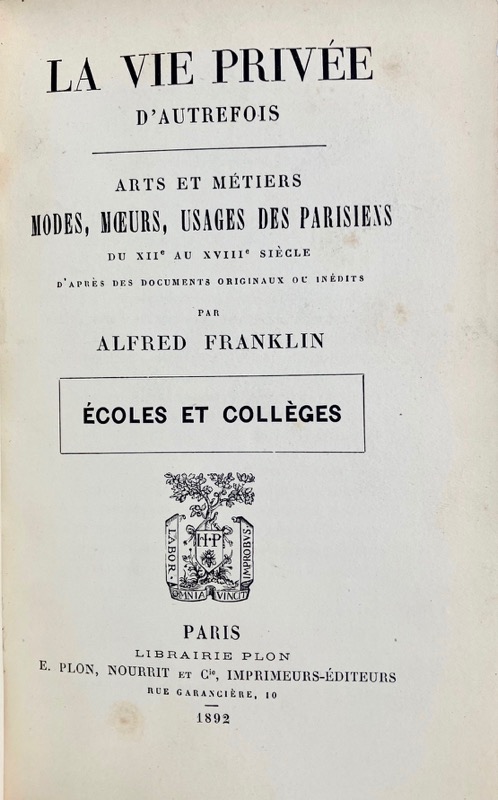 LA VIE PRIVÉE
D'AUTREFOIS
ARTS ET MÉTIERS
MODES, MŒURS, USAGES DES PARISIENS
DU XIIe AU XVIIIe SIÈCLE
D'APRÈS DES DOCUMENTS ORIGINAUX OU INÉDITS
PAR
ALFRED FRANKLIN
ÉCOLES ET COLLÈGES
H·P
LABOR
IMPROBVS
OMNIA VINCIT
PARIS
LIBRAIRIE PLON
E. PLON, NOURRIT ET Cie, IMPRIMEURS-ÉDITEURS
RUE GARANCIÈRE, 10
1892